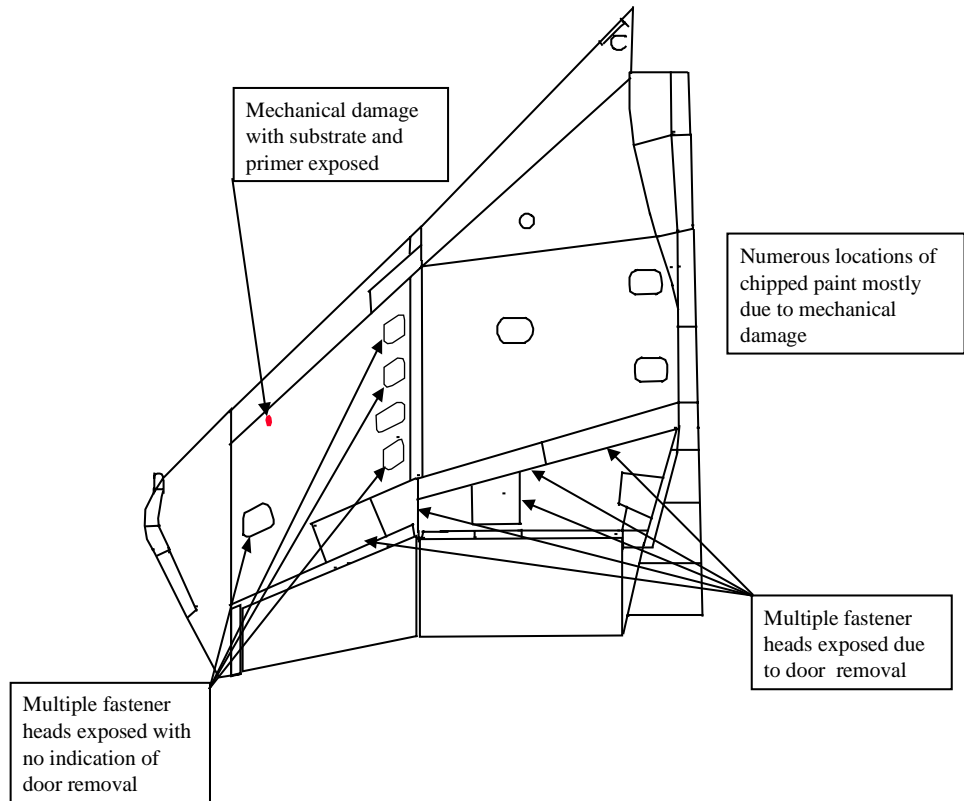 Mechanical damage
with substrate and
primer exposed
Numerous locations of
chipped paint mostly
due to mechanical
damage
Multiple fastener
heads exposed due
to door removal
Multiple fastener
heads exposed with
no indication of
door removal